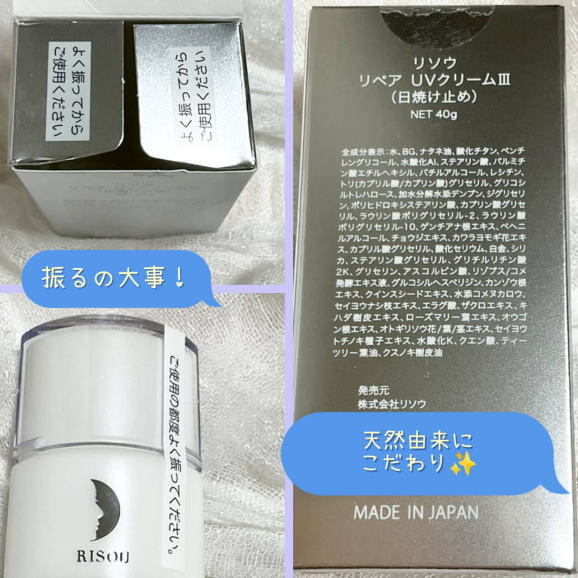 よく振ってから
ご使用ください
よく振ってから
ご使用ください
振るの大事！
ご使用の都度よく振ってください。
RISOU
リソウ
リペア UVクリームⅢ
（日焼け止め）
NET 40g
全成分表示：水、BG、ナタネ油、酸化チタン、ペンチ
レングリコール、水酸化Al、ステアリン酸、パルミチ
ン酸エチルヘキシル、バチルアルコール、レシチン、
トリ(カプリル酸/カプリン酸)グリセリル、グリコシ
ルトレハロース、加水分解水添デンプン、ジグリセリ
ン、ポリヒドロキシステアリン酸、カプリン酸グリセ
リル、ラウリン酸ポリグリセリル-2、ラウリン酸
ポリグリセリル-10、ゲンチアナ根エキス、ベヘニ
ルアルコール、チョウジエキス、カワラヨモギ花エキ
ス、カプリル酸グリセリル、酸化セリウム、白金、シリ
カ、ステアリン酸グリセリル、グリチルリチン酸
2K、グリセリン、アスコルビン酸、リゾプス/コメ
発酵エキス液、グルコシルヘスペリジン、カンゾウ根
エキス、クインスシードエキス、水添コメヌカロウ、
セイヨウナシ枝エキス、エラグ酸、ザクロエキス、キ
ハダ樹皮エキス、ローズマリー葉エキス、オウゴ
ン根エキス、オトギリソウ花/葉/茎エキス、セイヨウ
トチノキ種子エキス、水酸化K、クエン酸、ティー
ツリー葉油、クスノキ樹皮油
発売元
株式会社リソウ
天然由来に
こだわり✨
MADE IN JAPAN